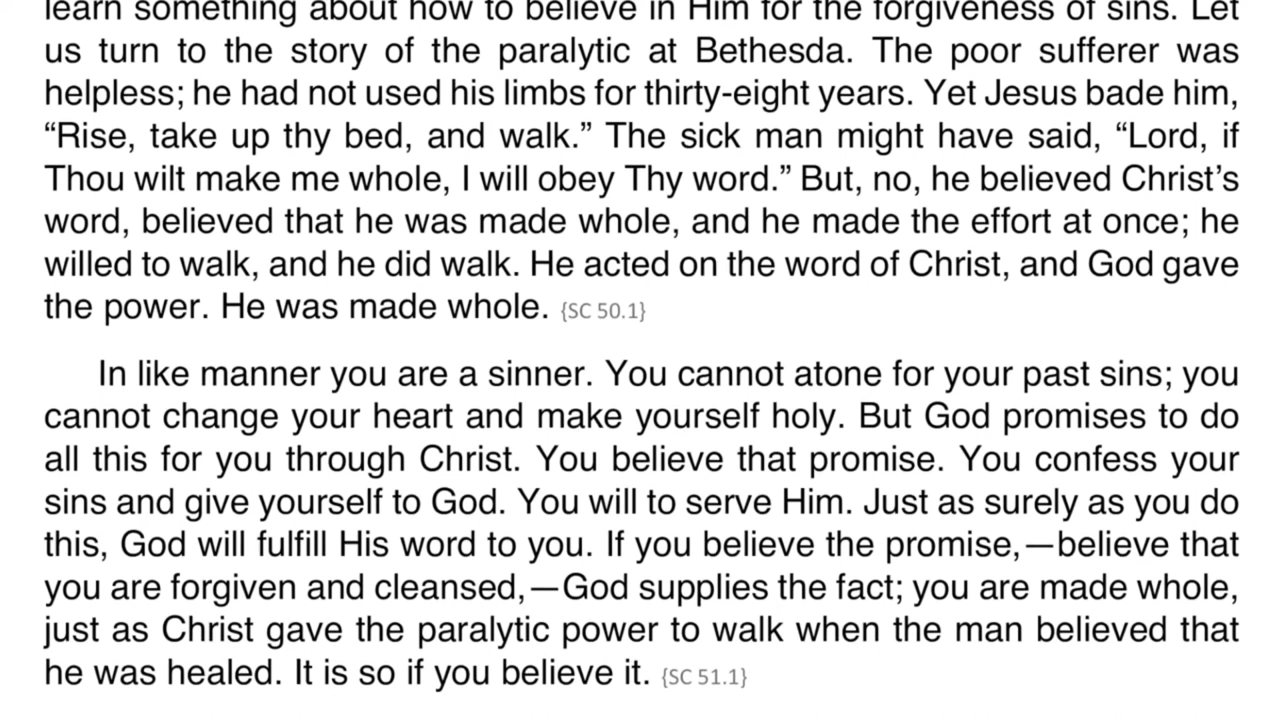 learn something about how to believe in Him for the forgiveness of sins. Let
us turn to the story of the paralytic at Bethesda. The poor sufferer was
helpless; he had not used his limbs for thirty-eight years. Yet Jesus bade him,
“Rise, take up thy bed, and walk.” The sick man might have said, “Lord, if
Thou wilt make me whole, I will obey Thy word.” But, no, he believed Christ’s
word, believed that he was made whole, and he made the effort at once; he
willed to walk, and he did walk. He acted on the word of Christ, and God gave
the power. He was made whole. {SC 50.1}
In like manner you are a sinner. You cannot atone for your past sins; you
cannot change your heart and make yourself holy. But God promises to do
all this for you through Christ. You believe that promise. You confess your
sins and give yourself to God. You will to serve Him. Just as surely as you do
this, God will fulfill His word to you. If you believe the promise,—believe that
you are forgiven and cleansed,—God supplies the fact; you are made whole,
just as Christ gave the paralytic power to walk when the man believed that
he was healed. It is so if you believe it. {SC 51.1}